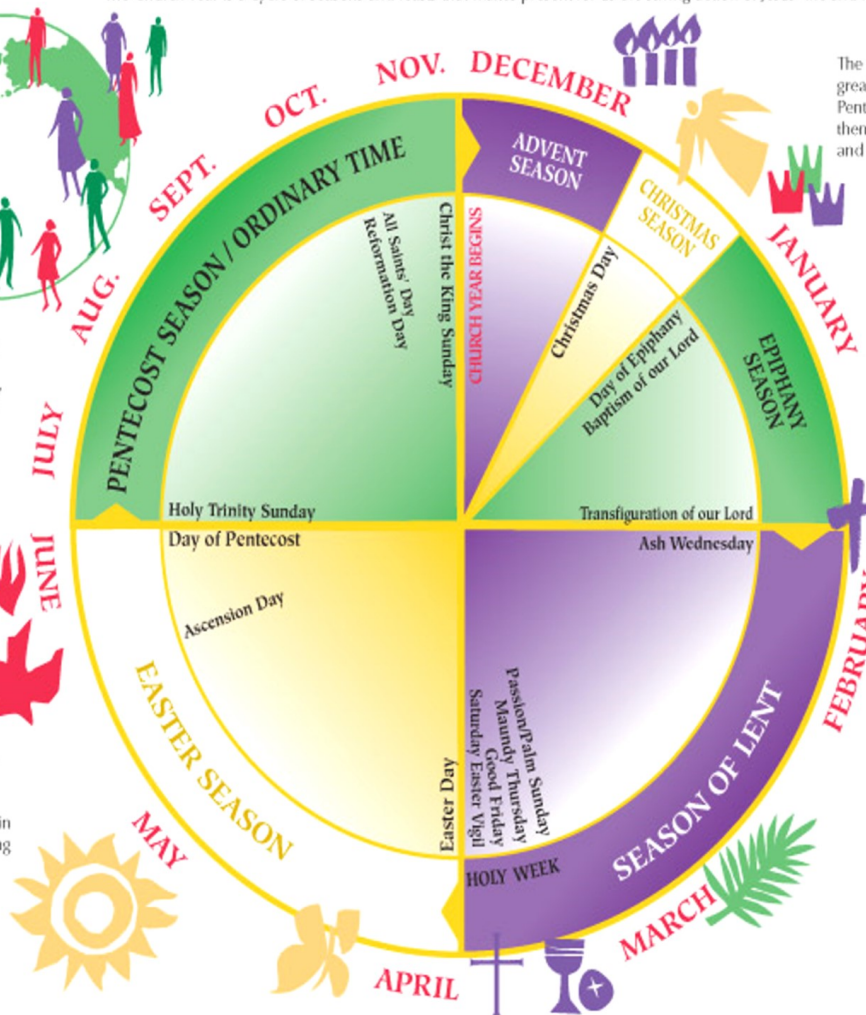 NOV.
DECEMBER
OCT.
SEPT.
AUG.
JULY
JUNE
MAY
APRIL
MARCH
JANUARY
The
grea
Pent
then
and
in
ng
ADVENT
SEASON
CHRISTMAS
SEASON
EPIPHANY
SEASON
SEASON OF LENT
HOLY WEEK
EASTER SEASON
PENTECOST SEASON / ORDINARY TIME
CHURCH YEAR BEGINS
Christmas Day
Day of Epiphany
Baptism of our Lord
Transfiguration of our Lord
Ash Wednesday
Passion/Palm Sunday
Maundy Thursday
Good Friday
Saturday Easter Vigil
Easter Day
Ascension Day
Day of Pentecost
Holy Trinity Sunday
Reformation Day
All Saints' Day
Christ the King Sunday